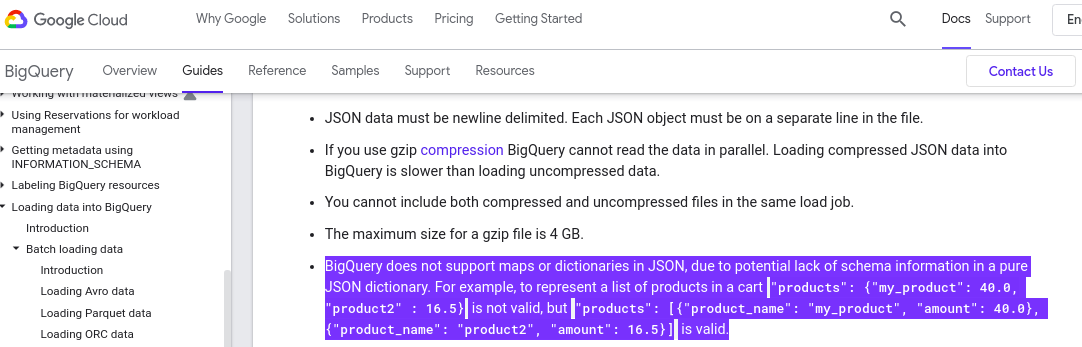 Google Cloud
Why Google
Solutions
Products
Pricing
Getting Started
Docs
Support
En
BigQuery
Overview
Guides
Reference
Samples
Support
Resources
Contact Us
Working with materialized views
Using Reservations for workload
management
Getting metadata using
INFORMATION_SCHEMA
Labeling BigQuery resources
Loading data into BigQuery
Introduction
Batch loading data
Introduction
Loading Avro data
Loading Parquet data
Loading ORC data
• JSON data must be newline delimited. Each JSON object must be on a separate line in the file.
• If you use gzip compression BigQuery cannot read the data in parallel. Loading compressed JSON data into
BigQuery is slower than loading uncompressed data.
• You cannot include both compressed and uncompressed files in the same load job.
• The maximum size for a gzip file is 4 GB.
• BigQuery does not support maps or dictionaries in JSON, due to potential lack of schema information in a pure
JSON dictionary. For example, to represent a list of products in a cart "products": {"my_product": 40.0,
"product2" : 16.5} is not valid, but "products": [{"product_name": "my_product", "amount": 40.0},
{"product_name": "product2", "amount": 16.5}] is valid.